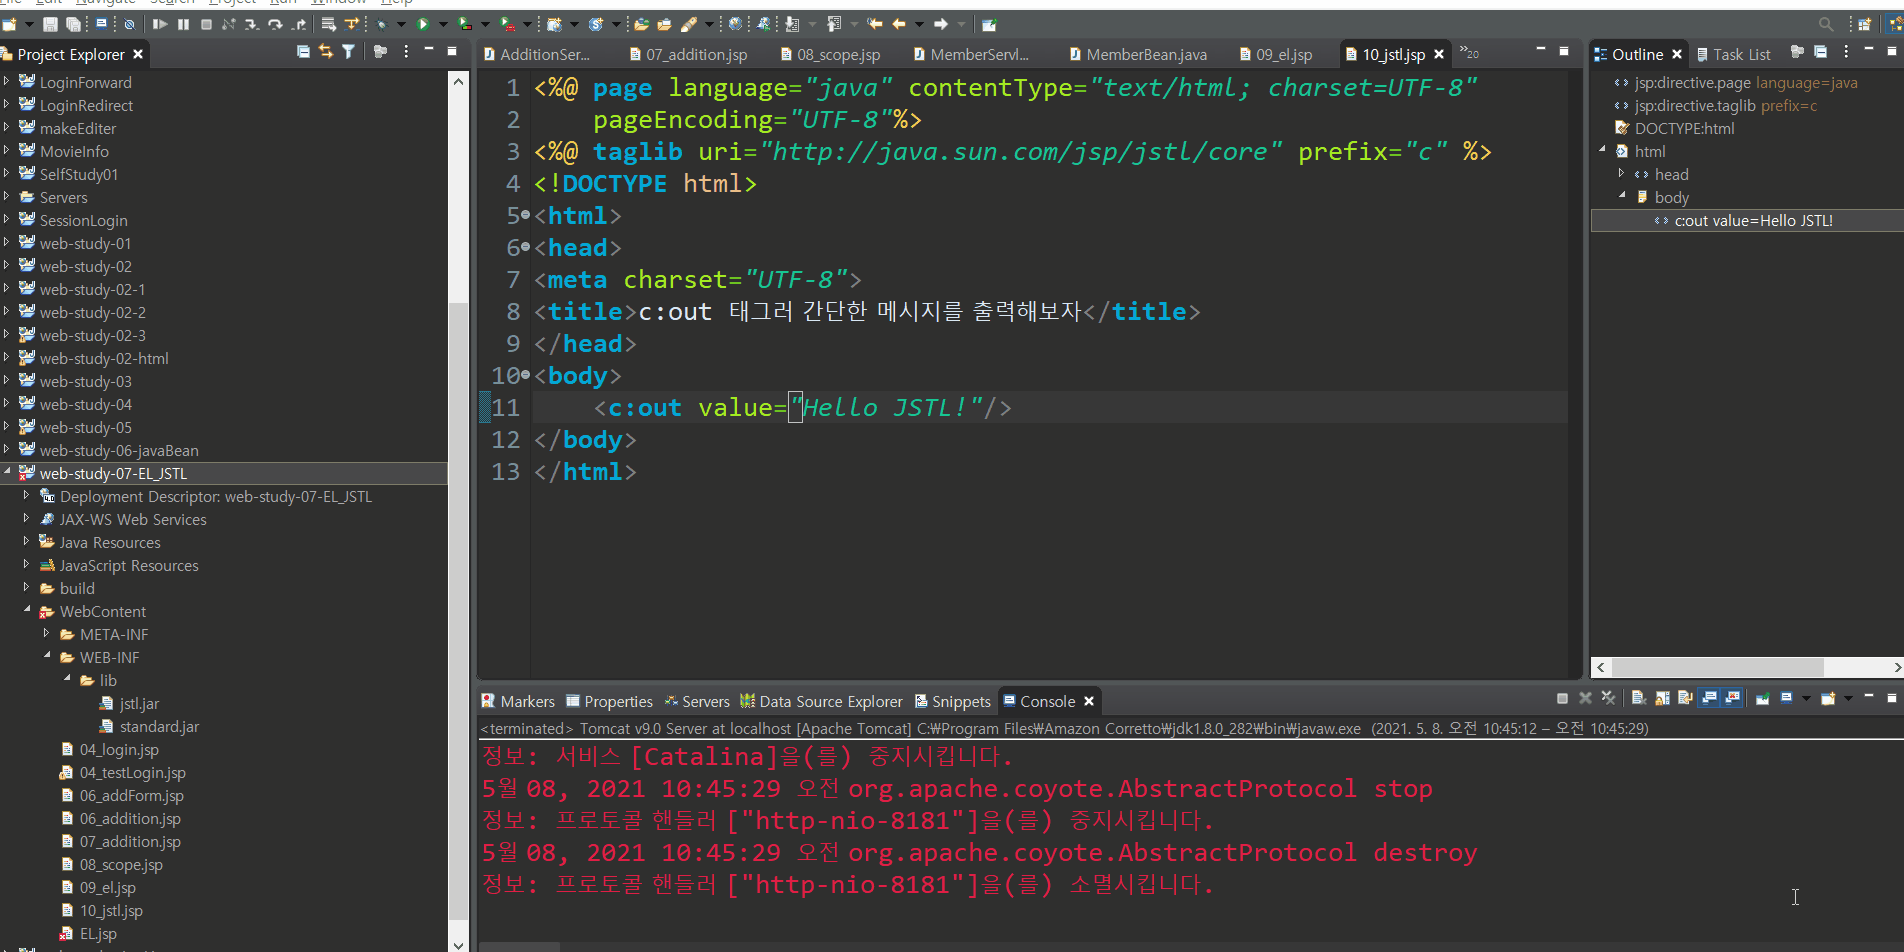 File Edit Navigate Search Project Run Window Help
Project Explorer
LoginForward
LoginRedirect
makeEditer
MovieInfo
SelfStudy01
Servers
SessionLogin
web-study-01
web-study-02
web-study-02-1
web-study-02-2
web-study-02-3
web-study-02-html
web-study-03
web-study-04
web-study-05
web-study-06-javaBean
web-study-07-EL_JSTL
Deployment Descriptor: web-study-07-EL_JSTL
JAX-WS Web Services
Java Resources
JavaScript Resources
build
WebContent
META-INF
WEB-INF
lib
jstl.jar
standard.jar
04_login.jsp
04_testLogin.jsp
06_addForm.jsp
06_addition.jsp
07_addition.jsp
08_scope.jsp
09_el.jsp
10_jstl.jsp
EL.jsp
AdditionSer... 07_addition.jsp 08_scope.jsp MemberServl... MemberBean.java 09_el.jsp 10_jstl.jsp »20
1 <%@ page language="java" contentType="text/html; charset=UTF-8"
2 pageEncoding="UTF-8"%>
3 <%@ taglib uri="http://java.sun.com/jsp/jstl/core" prefix="c" %>
4 <!DOCTYPE html>
5 <html>
6 <head>
7 <meta charset="UTF-8">
8 <title>c:out 태그러 간단한 메시지를 출력해보자</title>
9 </head>
10 <body>
11 <c:out value="Hello JSTL!"/>
12 </body>
13 </html>
Outline Task List
jsp:directive.page language=java
jsp:directive.taglib prefix=c
DOCTYPE:html
html
head
body
c:out value=Hello JSTL!
Markers Properties Servers Data Source Explorer Snippets Console
<terminated> Tomcat v9.0 Server at localhost [Apache Tomcat] C:₩Program Files₩Amazon Corretto₩jdk1.8.0_282₩bin₩javaw.exe (2021. 5. 8. 오전 10:45:12 – 오전 10:45:29)
정보: 서비스 [Catalina]을(를) 중지시킵니다.
5월 08, 2021 10:45:29 오전 org.apache.coyote.AbstractProtocol stop
정보: 프로토콜 핸들러 ["http-nio-8181"]을(를) 중지시킵니다.
5월 08, 2021 10:45:29 오전 org.apache.coyote.AbstractProtocol destroy
정보: 프로토콜 핸들러 ["http-nio-8181"]을(를) 소멸시킵니다.